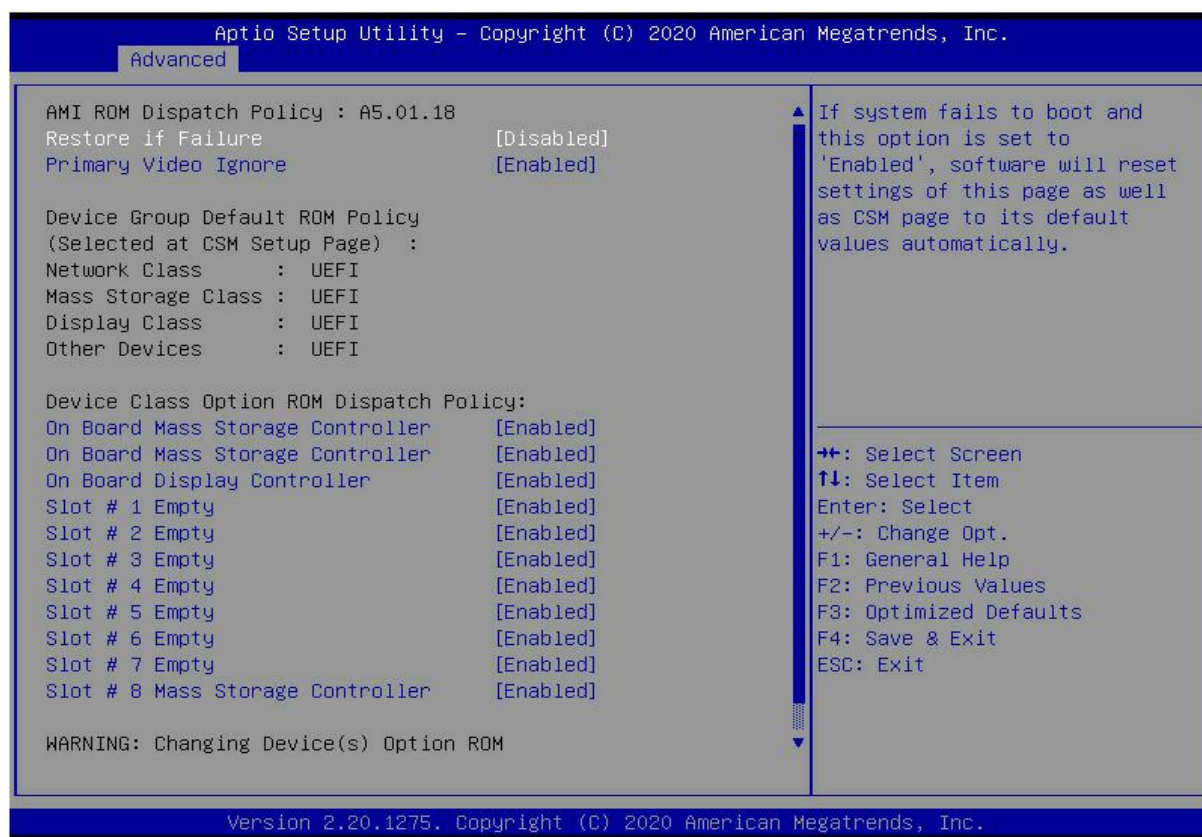 Aptio Setup Utility – Copyright (C) 2020 American Megatrends, Inc.
Advanced
AMI ROM Dispatch Policy : A5.01.18
Restore if Failure [Disabled]
Primary Video Ignore [Enabled]
Device Group Default ROM Policy
(Selected at CSM Setup Page) :
Network Class : UEFI
Mass Storage Class : UEFI
Display Class : UEFI
Other Devices : UEFI
Device Class Option ROM Dispatch Policy:
On Board Mass Storage Controller [Enabled]
On Board Mass Storage Controller [Enabled]
On Board Display Controller [Enabled]
Slot # 1 Empty [Enabled]
Slot # 2 Empty [Enabled]
Slot # 3 Empty [Enabled]
Slot # 4 Empty [Enabled]
Slot # 5 Empty [Enabled]
Slot # 6 Empty [Enabled]
Slot # 7 Empty [Enabled]
Slot # 8 Mass Storage Controller [Enabled]
WARNING: Changing Device(s) Option ROM
If system fails to boot and
this option is set to
'Enabled', software will reset
settings of this page as well
as CSM page to its default
values automatically.
→←: Select Screen
↑↓: Select Item
Enter: Select
+/-: Change Opt.
F1: General Help
F2: Previous Values
F3: Optimized Defaults
F4: Save & Exit
ESC: Exit
Version 2.20.1275. Copyright (C) 2020 American Megatrends, Inc.